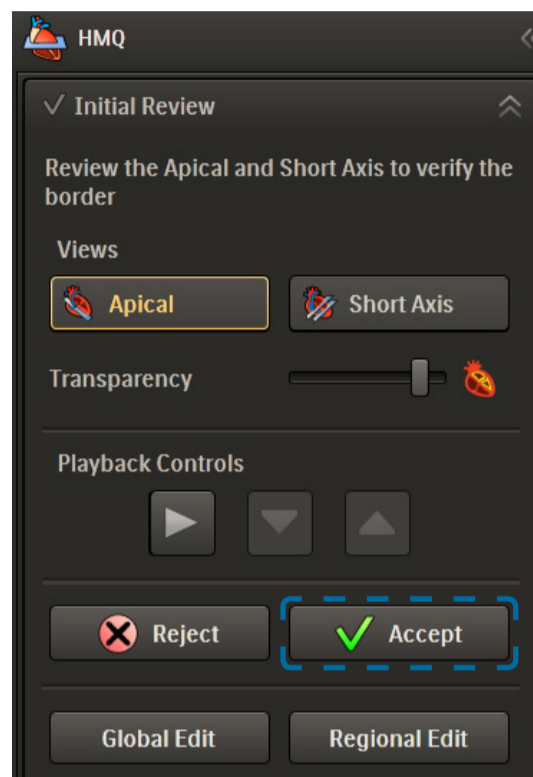 HMQ
Initial Review
Review the Apical and Short Axis to verify the
border
Views
Apical
Short Axis
Transparency
Playback Controls
Reject
Accept
Global Edit
Regional Edit